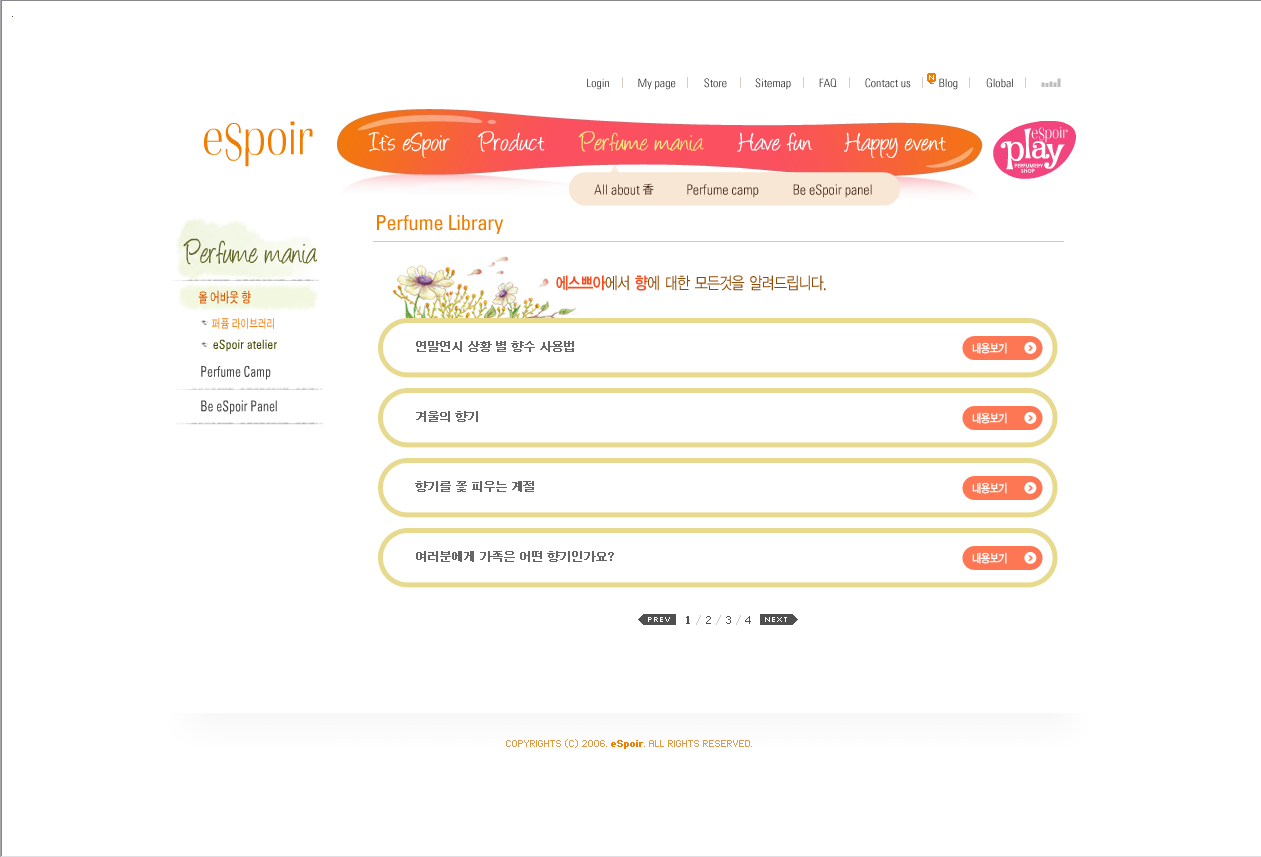 Login My page Store Sitemap FAQ Contact us N Blog Global
eSpoir It's eSpoir Product Perfume mania Have fun Happy event eSpoir play PERFUMERY SHOP
All about 香 Perfume camp Be eSpoir panel
Perfume Library
Perfume mania
올 어바웃 향
퍼퓸 라이브러리
eSpoir atelier
Perfume Camp
Be eSpoir Panel
에스쁘아에서 향에 대한 모든것을 알려드립니다.
연말연시 상황 별 향수 사용법 내용보기
겨울의 향기 내용보기
향기를 꽃 피우는 계절 내용보기
여러분에게 가족은 어떤 향기인가요? 내용보기
PREV 1 / 2 / 3 / 4 NEXT
COPYRIGHTS (C) 2006. eSpoir. ALL RIGHTS RESERVED.